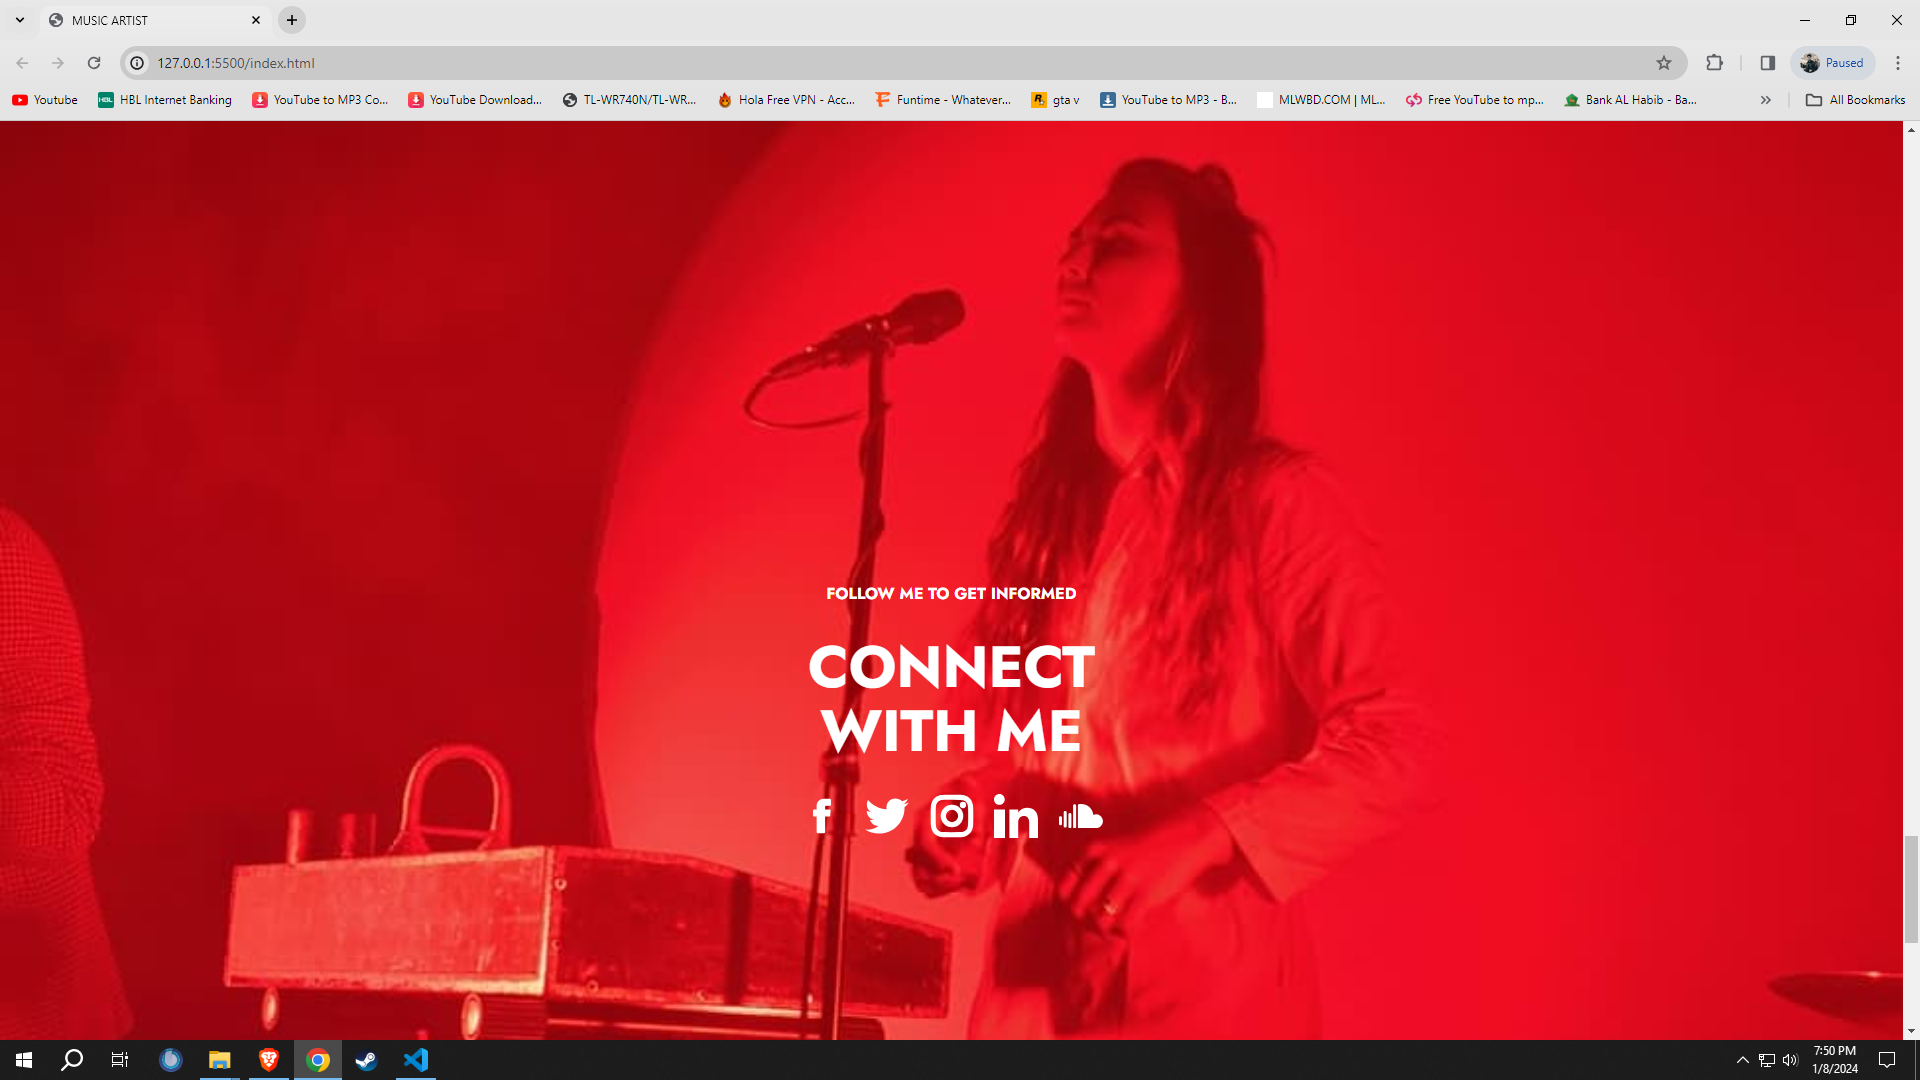 MUSIC ARTIST
127.0.0.1:5500/index.html
Paused
Youtube
HBL
HBL Internet Banking
YouTube to MP3 Co...
YouTube Download...
TL-WR740N/TL-WR...
Hola Free VPN - Acc...
Funtime - Whatever...
gta v
YouTube to MP3 - B...
MLWBD.COM | ML...
Free YouTube to mp...
Bank AL Habib - Ba...
All Bookmarks
FOLLOW ME TO GET INFORMED
CONNECT
WITH ME
7:50 PM
1/8/2024